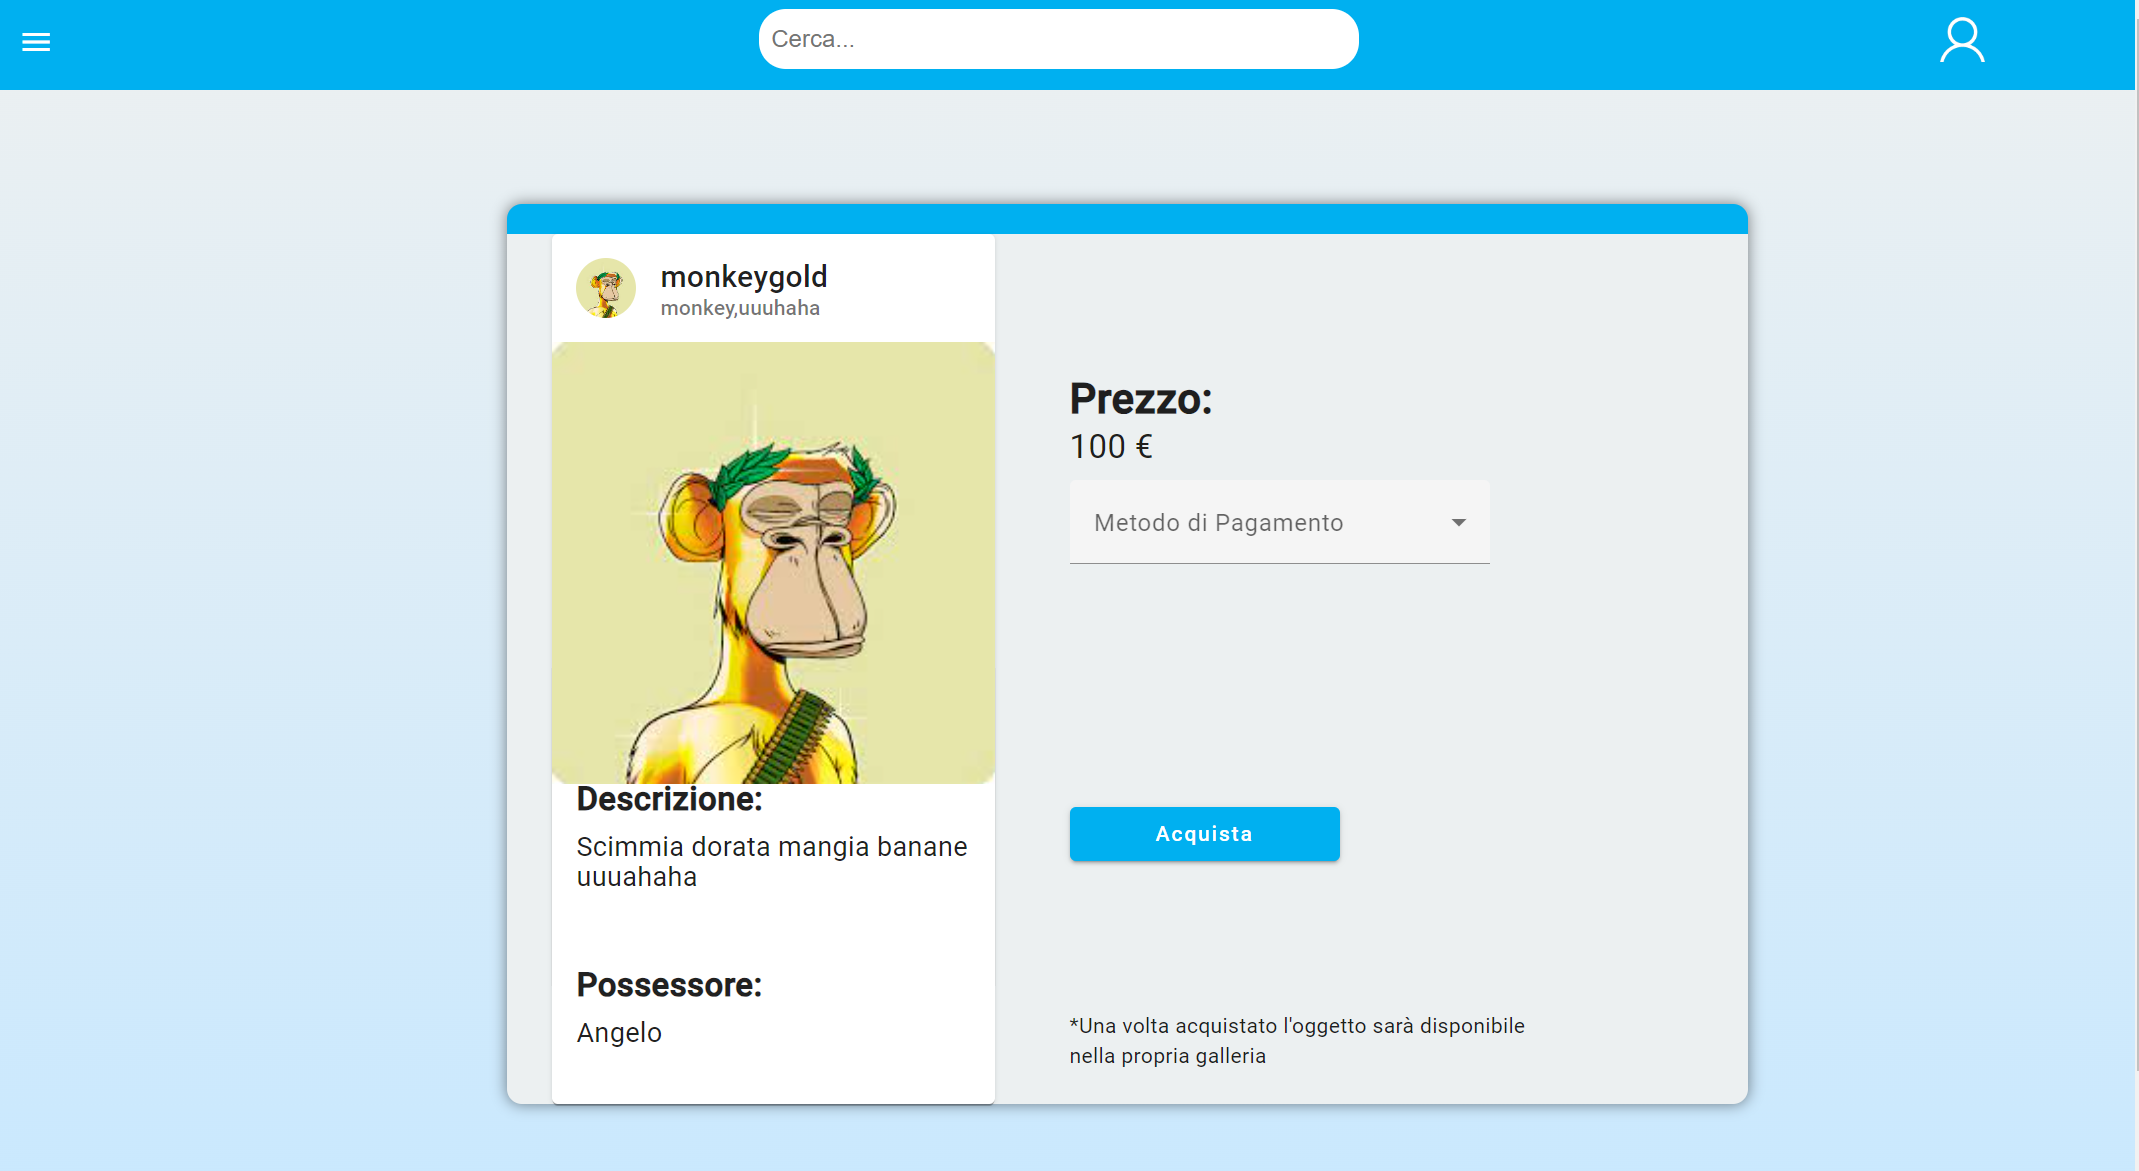 Cerca...
monkeygold
monkey,uuuhaha
Descrizione:
Scimmia dorata mangia banane
uuuahaha
Possessore:
Angelo
Prezzo:
100 €
Metodo di Pagamento
Acquista
*Una volta acquistato l'oggetto sarà disponibile
nella propria galleria